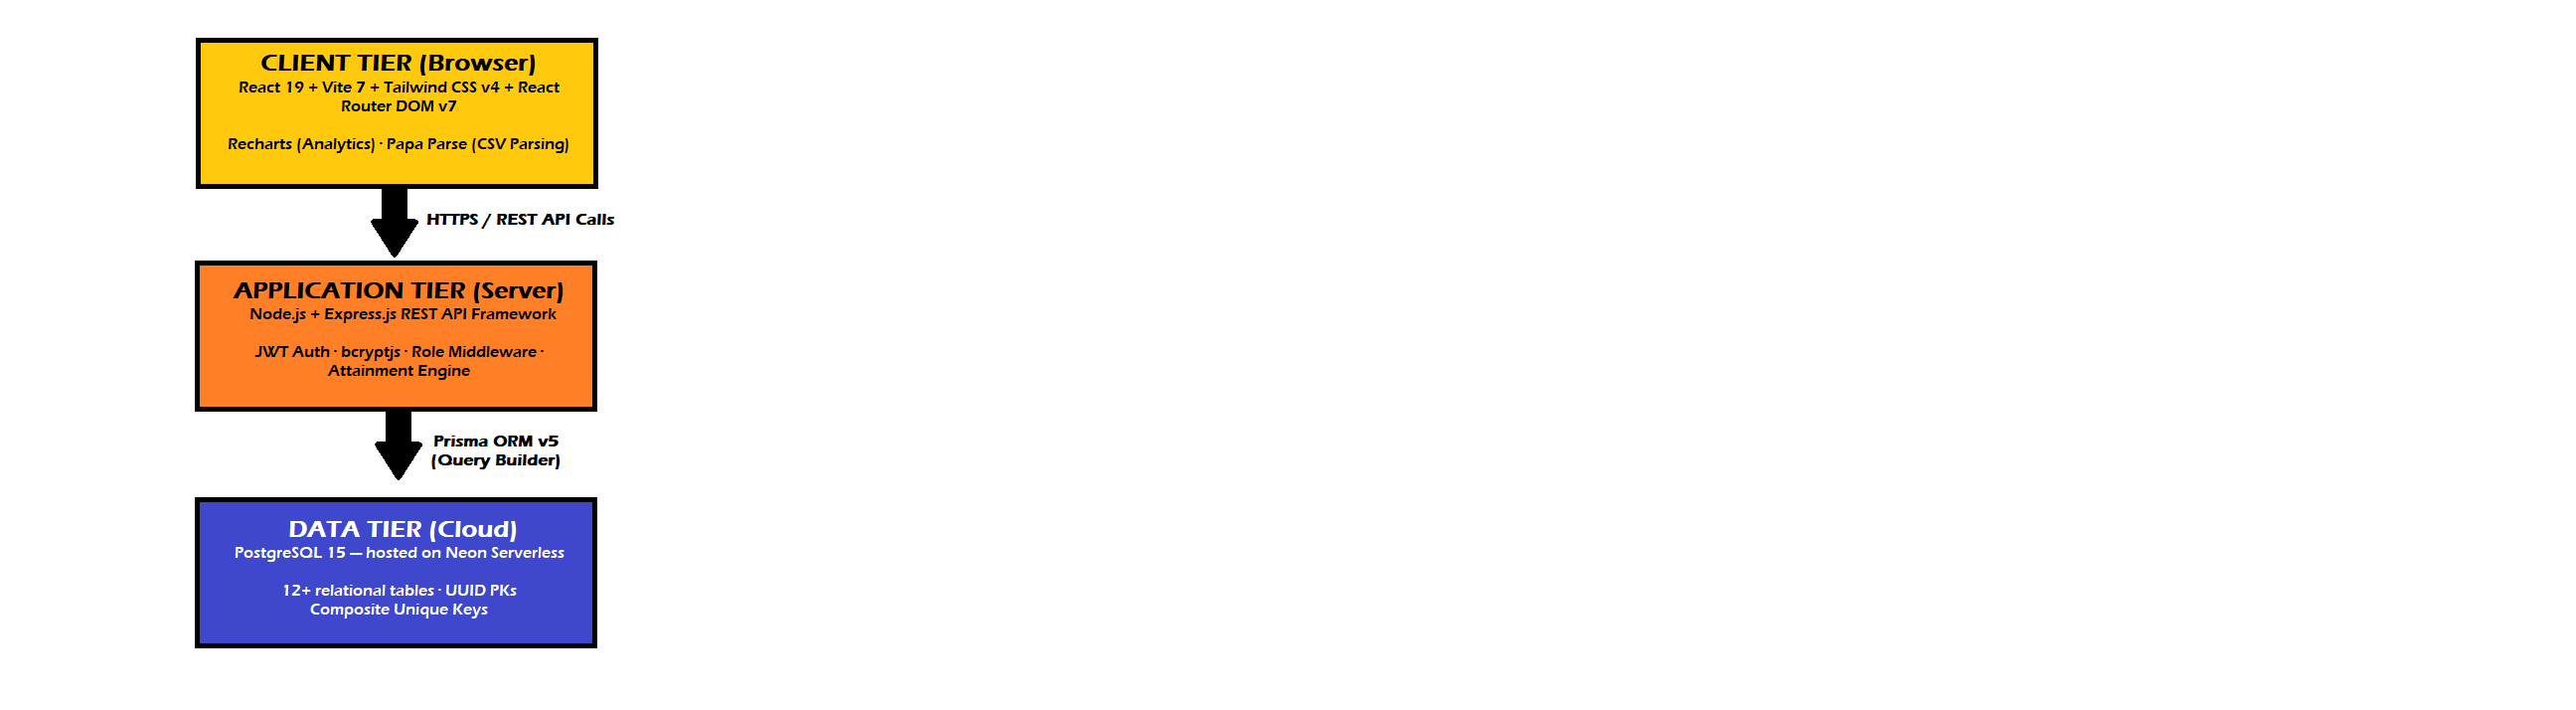 CLIENT TIER (Browser)
React 19 + Vite 7 + Tailwind CSS v4 + React
Router DOM v7
Recharts (Analytics) · Papa Parse (CSV Parsing)
HTTPS / REST API Calls
APPLICATION TIER (Server)
Node.js + Express.js REST API Framework
JWT Auth · bcryptjs · Role Middleware ·
Attainment Engine
Prisma ORM v5
(Query Builder)
DATA TIER (Cloud)
PostgreSQL 15 — hosted on Neon Serverless
12+ relational tables · UUID PKs
Composite Unique Keys